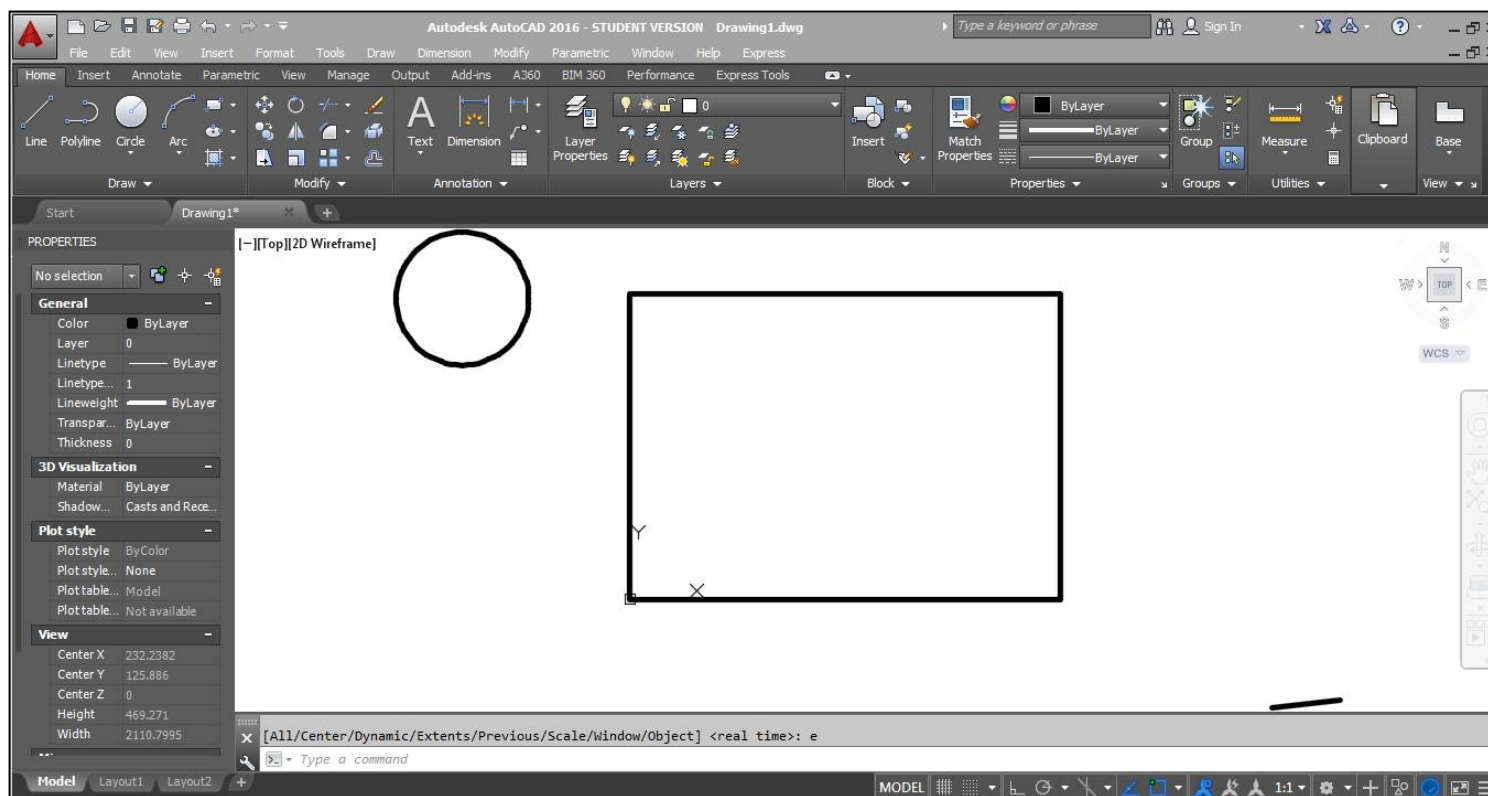 Autodesk AutoCAD 2016 - STUDENT VERSION Drawing1.dwg
Type a keyword or phrase
Sign In
File Edit View Insert Format Tools Draw Dimension Modify Parametric Window Help Express
Home Insert Annotate Parametric View Manage Output Add-ins A360 BIM 360 Performance Express Tools
0 ByLayer
ByLayer
Line Polyline Circle Arc Text Dimension Layer Properties Insert Match Properties ByLayer Group Measure Clipboard Base
Draw Modify Annotation Layers Block Properties Groups Utilities View
Start Drawing1*
PROPERTIES
[−][Top][2D Wireframe]
No selection
General
Color ByLayer
Layer 0
Linetype ByLayer
Linetype... 1
Lineweight ByLayer
Transpar... ByLayer
Thickness 0
3D Visualization
Material ByLayer
Shadow... Casts and Rece...
Plot style
Plot style ByColor
Plot style... None
Plot table... Model
Plot table... Not available
View
Center X 232.2382
Center Y 125.886
Center Z 0
Height 469.271
Width 2110.7995
N
W TOP E
S
WCS
Y
X
[All/Center/Dynamic/Extents/Previous/Scale/Window/Object] <real time>: e
Type a command
Model Layout1 Layout2
MODEL 1:1